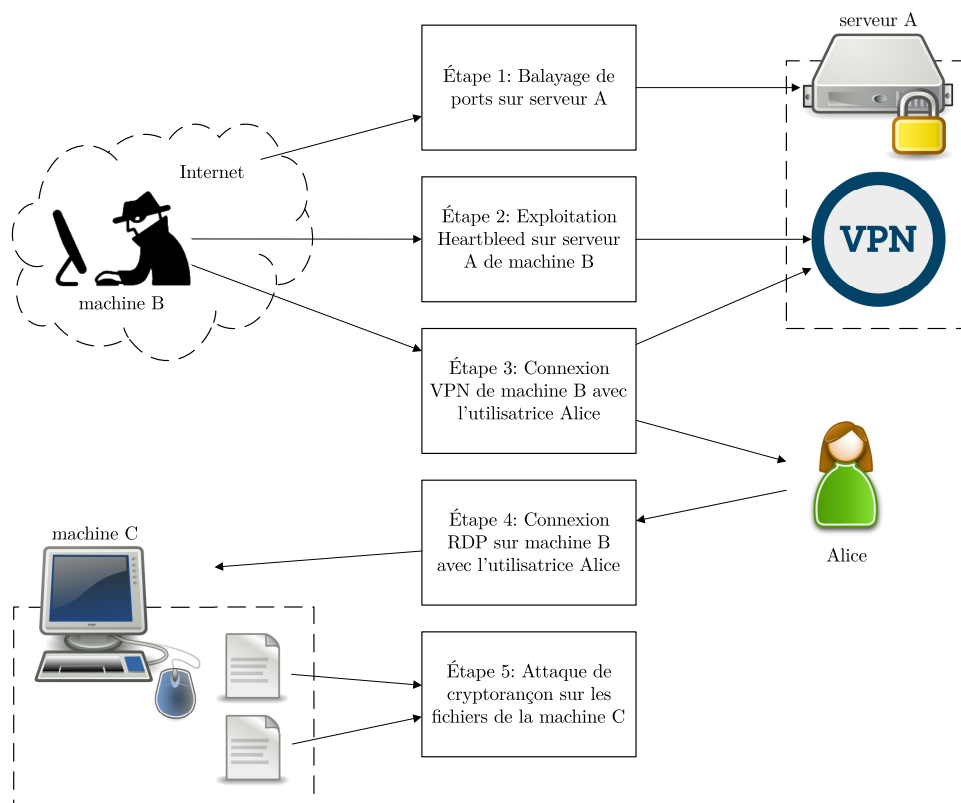 serveur A
Étape 1: Balayage de
ports sur serveur A
Internet
Étape 2: Exploitation
Heartbleed sur serveur
A de machine B
VPN
machine B
Étape 3: Connexion
VPN de machine B avec
l'utilisatrice Alice
Étape 4: Connexion
RDP sur machine B
avec l'utilisatrice Alice
machine C
Alice
Étape 5: Attaque de
cryptorançon sur les
fichiers de la machine C